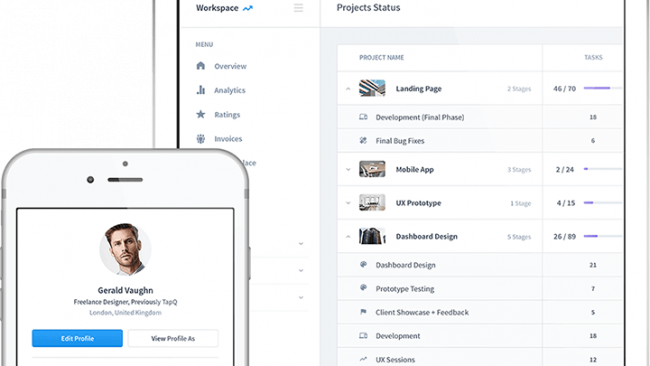 Workspace
Projects Status
MENU
Overview
Analytics
Ratings
Invoices
lace
PROJECT NAME
TASKS
Landing Page
2 Stages
46 / 70
Development (Final Phase)
18
Final Bug Fixes
6
Mobile App
3 Stages
2 / 24
UX Prototype
1 Stage
4 / 15
Dashboard Design
5 Stages
26 / 89
Dashboard Design
21
Prototype Testing
7
Client Showcase + Feedback
5
Development
18
UX Sessions
12
Gerald Vaughn
Freelance Designer, Previously TapQ
London, United Kingdom
Edit Profile
View Profile As